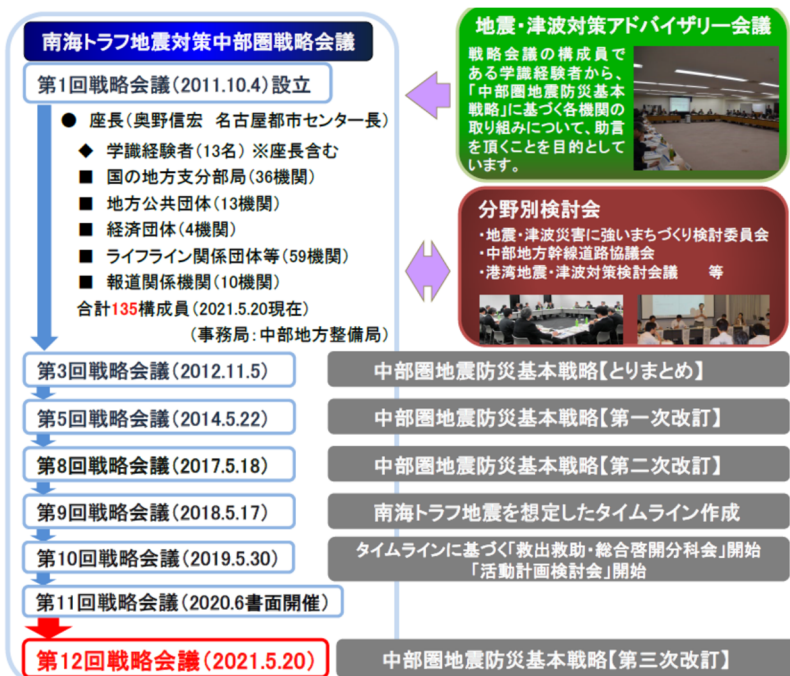 南海トラフ地震対策中部圏戦略会議
第1回戦略会議(2011.10.4)設立
● 座長(奥野信宏 名古屋都市センター長)
◆ 学識経験者(13名) ※座長含む
■ 国の地方支分部局(36機関)
■ 地方公共団体(13機関)
■ 経済団体(4機関)
■ ライフライン関係団体等(59機関)
■ 報道関係機関(10機関)
合計135構成員(2021.5.20現在)
(事務局:中部地方整備局)
地震・津波対策アドバイザリー会議
戦略会議の構成員で
ある学識経験者から、
「中部圏地震防災基本
戦略」に基づく各機関の
取り組みについて、助言
を頂くことを目的として
います。
分野別検討会
・地震・津波災害に強いまちづくり検討委員会
・中部地方幹線道路協議会
・港湾地震・津波対策検討会議 等
第3回戦略会議(2012.11.5)
中部圏地震防災基本戦略【とりまとめ】
第5回戦略会議(2014.5.22)
中部圏地震防災基本戦略【第一次改訂】
第8回戦略会議(2017.5.18)
中部圏地震防災基本戦略【第二次改訂】
第9回戦略会議(2018.5.17)
南海トラフ地震を想定したタイムライン作成
第10回戦略会議(2019.5.30)
タイムラインに基づく「救出救助・総合啓開分科会」開始
「活動計画検討会」開始
第11回戦略会議(2020.6書面開催)
第12回戦略会議(2021.5.20)
中部圏地震防災基本戦略【第三次改訂】